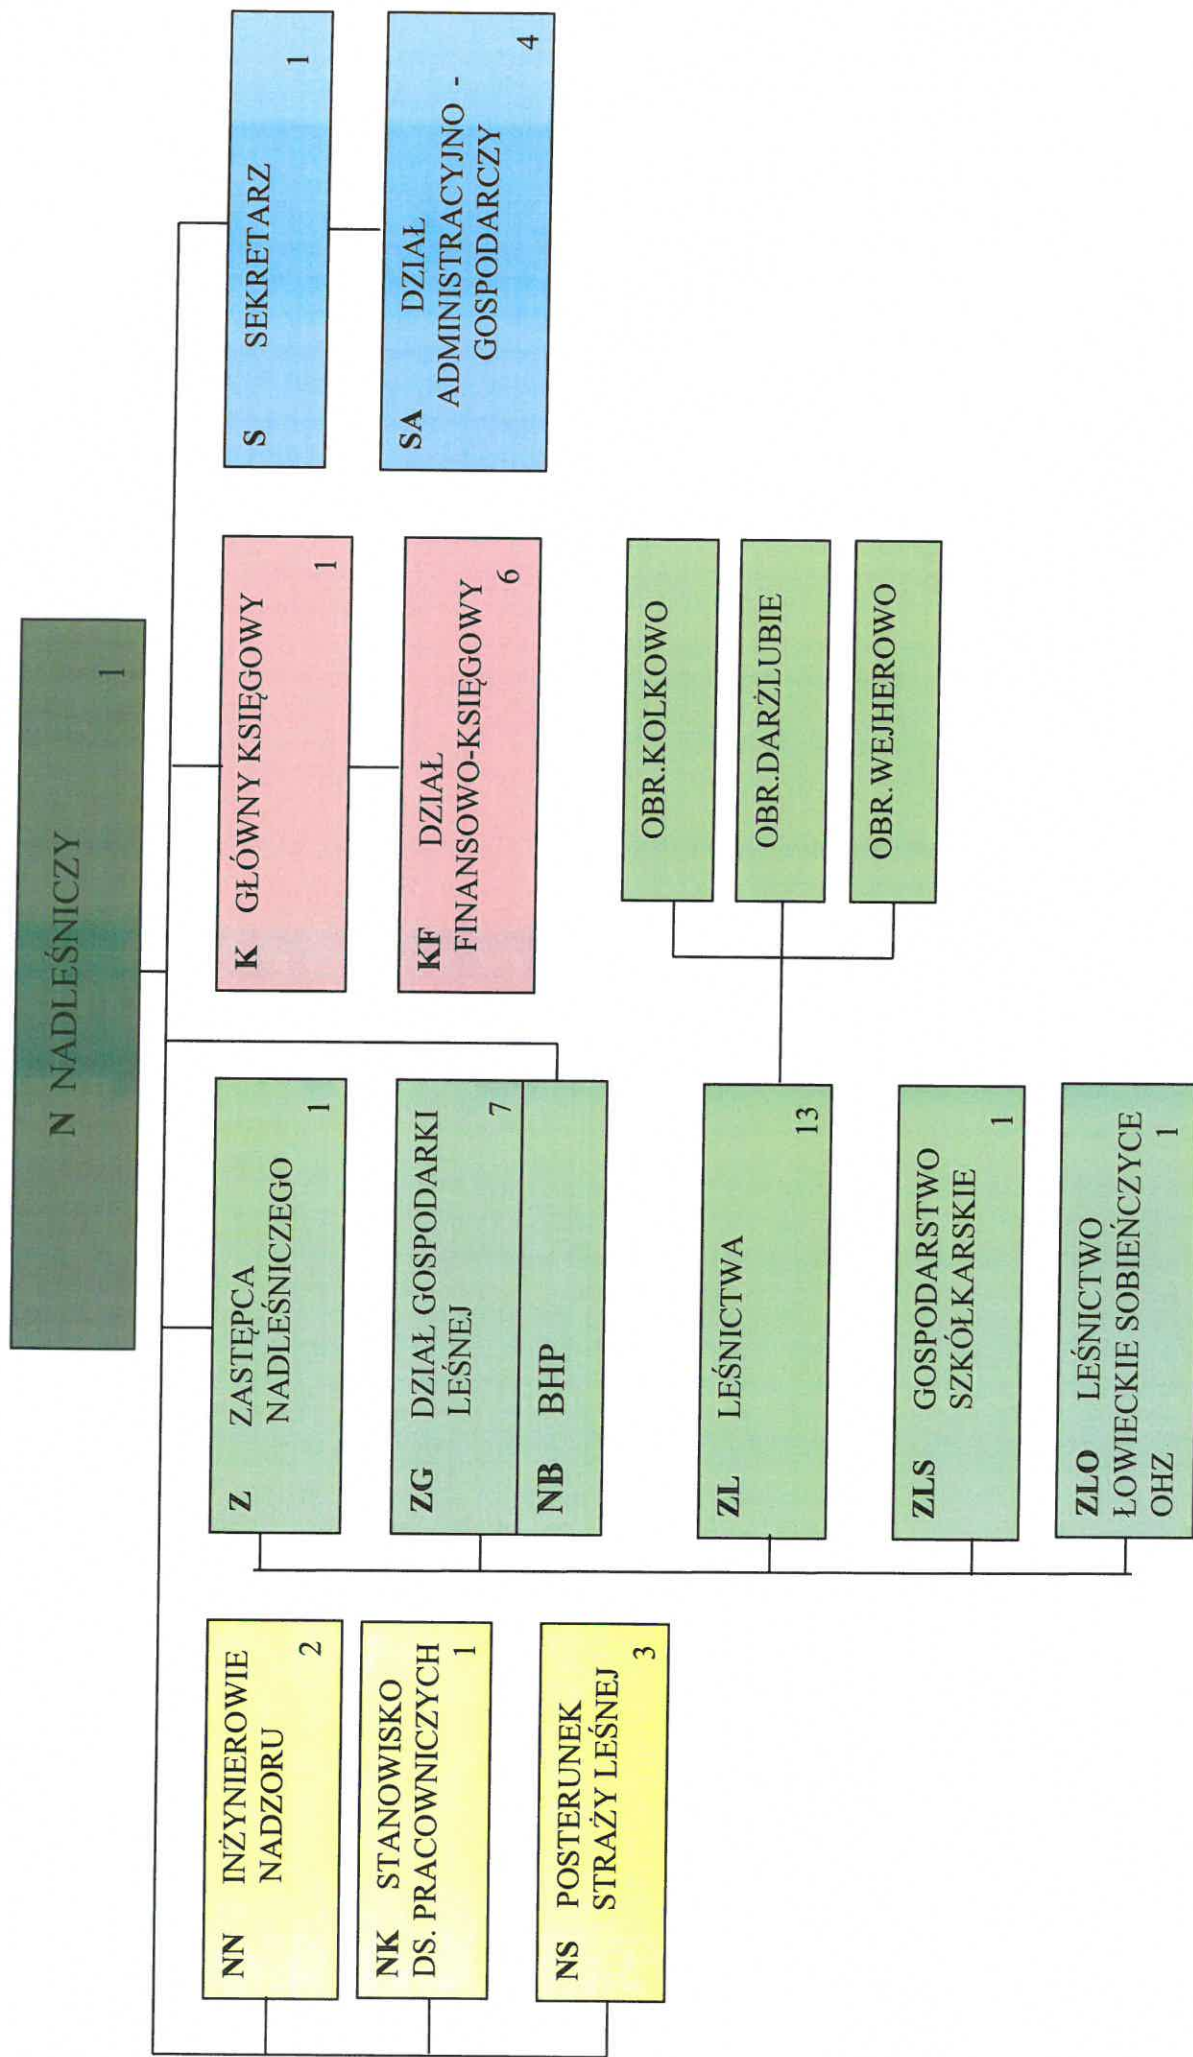 N NADLEŚNICZY
1
NN INŻYNIEROWIE
NADZORU
2
NK STANOWISKO
DS. PRACOWNICZYCH
1
NS POSTERUNEK
STRAŻY LEŚNEJ
3
Z ZASTĘPCA
NADLEŚNICZEGO
1
ZG DZIAŁ GOSPODARKI
LEŚNEJ
7
NB BHP
ZL LEŚNICTWA
13
ZLS GOSPODARSTWO
SZKÓŁKARSKIE
1
ZLO LEŚNICTWO
ŁOWIECKIE SOBIEŃCZYCE
OHZ
1
K GŁÓWNY KSIĘGOWY
1
KF DZIAŁ
FINANSOWO-KSIĘGOWY
6
OBR.KOLKOWO
OBR.DARŻLUBIE
OBR.WEJHEROWO
S SEKRETARZ
1
SA DZIAŁ
ADMINISTRACYJNO -
GOSPODARCZY
4